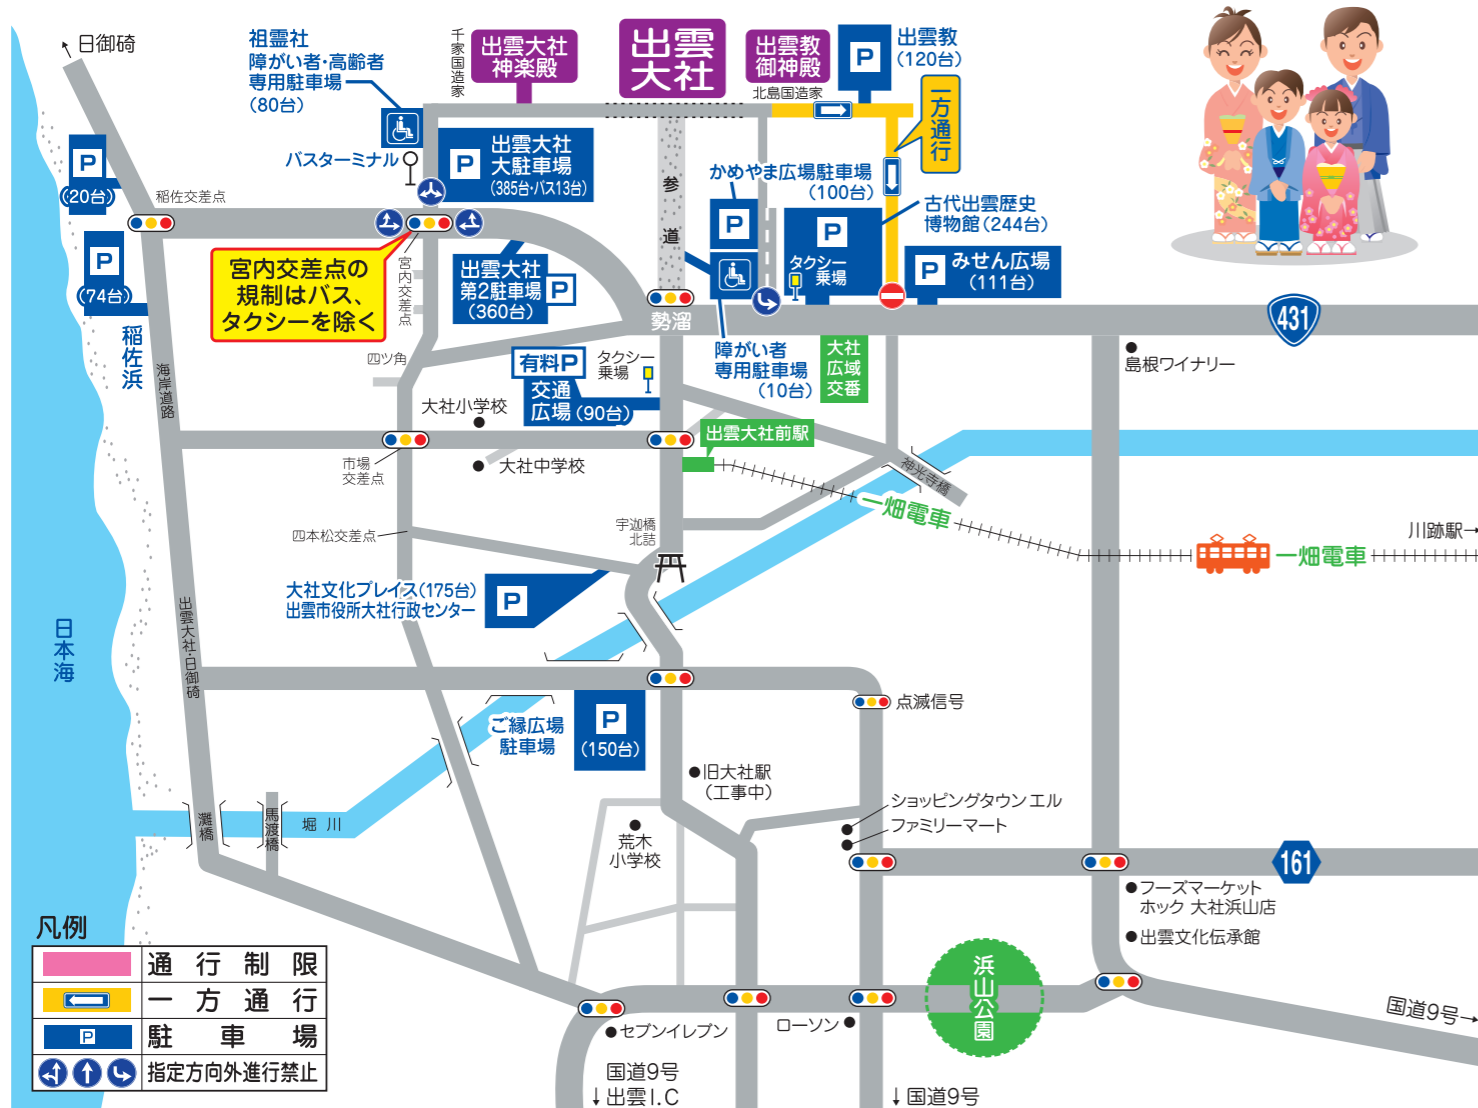 日御碕
祖霊社
障がい者・高齢者
専用駐車場
(80台)
千家国造家
出雲大社
神楽殿
出雲
大社
出雲教
御神殿
北島国造家
P
出雲教
(120台)
一方通行
バスターミナル
P
出雲大社
大駐車場
(385台・バス13台)
参道
かめやま広場駐車場
(100台)
P
古代出雲歴史
博物館(244台)
P
タクシー
乗場
P
みせん広場
(111台)
P
(20台)
稲佐交差点
P
(74台)
稲佐浜
宮内交差点の
規制はバス、
タクシーを除く
宮内交差点
出雲大社
第2駐車場
(360台)
P
勢溜
431
障がい者
専用駐車場
(10台)
大社
広域
交番
島根ワイナリー
四ツ角
有料P
交通
広場(90台)
タクシー
乗場
海岸道路
大社小学校
出雲大社前駅
市場
交差点
大社中学校
神光寺橋
一畑電車
宇迦橋
北詰
四本松交差点
川跡駅→
一畑電車
大社文化プレイス(175台)
出雲市役所大社行政センター
P
出雲大社・日御碕
日本海
点滅信号
ご縁広場
駐車場
P
(150台)
旧大社駅
(工事中)
ショッピングタウン エル
ファミリーマート
灘橋
馬渡橋
堀川
荒木
小学校
161
フーズマーケット
ホック 大社浜山店
出雲文化伝承館
浜山公園
国道9号→
セブンイレブン
ローソン
国道9号
↓出雲I.C
↓国道9号
凡例
通行制限
一方通行
P
駐車場
指定方向外進行禁止